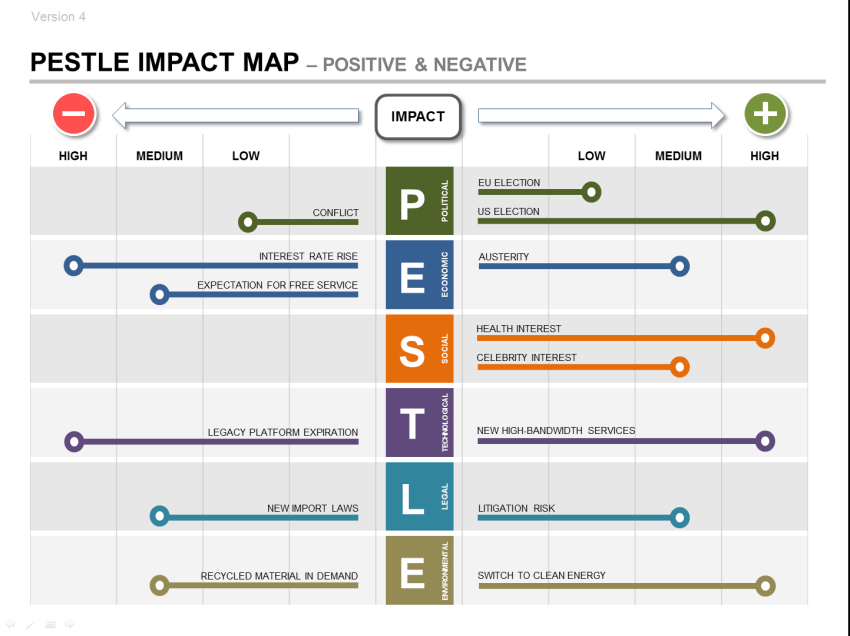 Version 4
PESTLE IMPACT MAP – POSITIVE & NEGATIVE
IMPACT
HIGH MEDIUM LOW LOW MEDIUM HIGH
P POLITICAL
CONFLICT
EU ELECTION
US ELECTION
E ECONOMIC
INTEREST RATE RISE
EXPECTATION FOR FREE SERVICE
AUSTERITY
S SOCIAL
HEALTH INTEREST
CELEBRITY INTEREST
T TECHNOLOGICAL
LEGACY PLATFORM EXPIRATION
NEW HIGH-BANDWIDTH SERVICES
L LEGAL
NEW IMPORT LAWS
LITIGATION RISK
E ENVIRONMENTAL
RECYCLED MATERIAL IN DEMAND
SWITCH TO CLEAN ENERGY